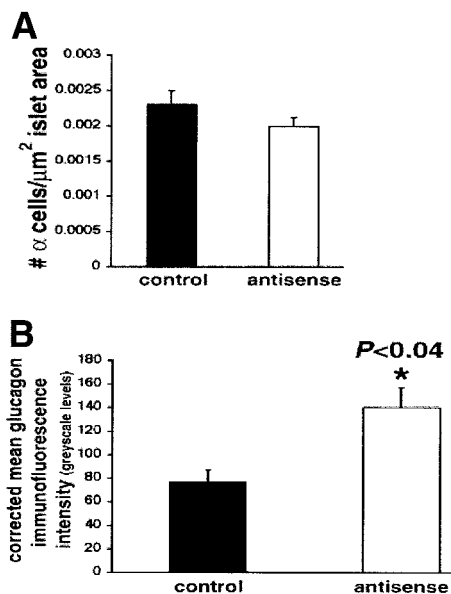 A
# α cells/µm² islet area
0.003
0.0025
0.002
0.0015
0.001
0.0005
0
control antisense
B
corrected mean glucagon
immunofluorescence
intensity (greyscale levels)
180
160
140
120
100
80
60
40
20
0
P<0.04
*
control antisense